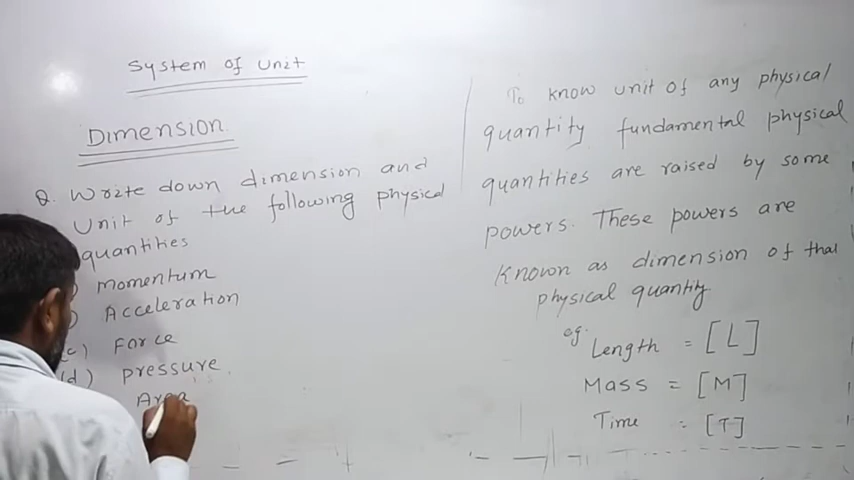 System of unit
Dimension
Q. Write down dimension and
Unit of the following physical
quantities
) Momentum
) Acceleration
(c) Force
(d) Pressure
Area
To know unit of any physical
quantity fundamental physical
quantities are raised by some
powers. These powers are
Known as dimension of that
physical quantity
eg.
Length = [L]
Mass = [M]
Time = [T]